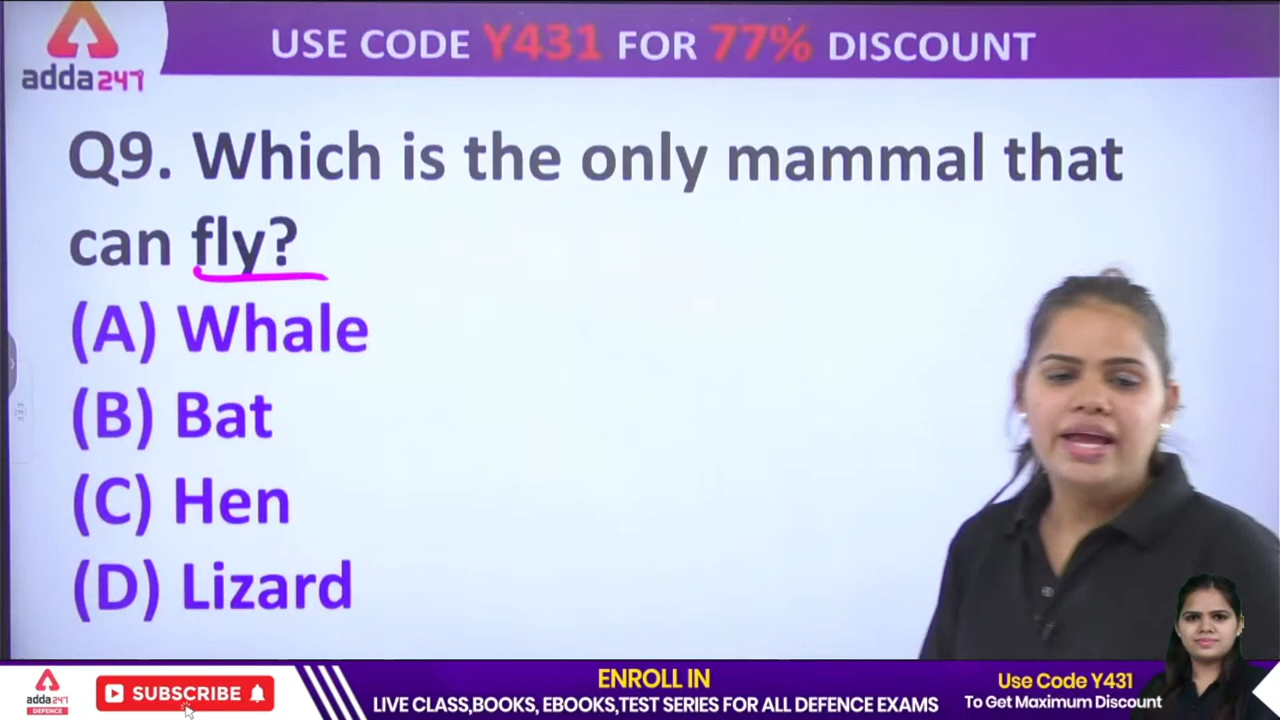 USE CODE Y431 FOR 77% DISCOUNT
adda247
Q9. Which is the only mammal that
can fly?
(A) Whale
(B) Bat
(C) Hen
(D) Lizard
adda247
DEFENCE
SUBSCRIBE
ENROLL IN
LIVE CLASS,BOOKS, EBOOKS,TEST SERIES FOR ALL DEFENCE EXAMS
Use Code Y431
To Get Maximum Discount